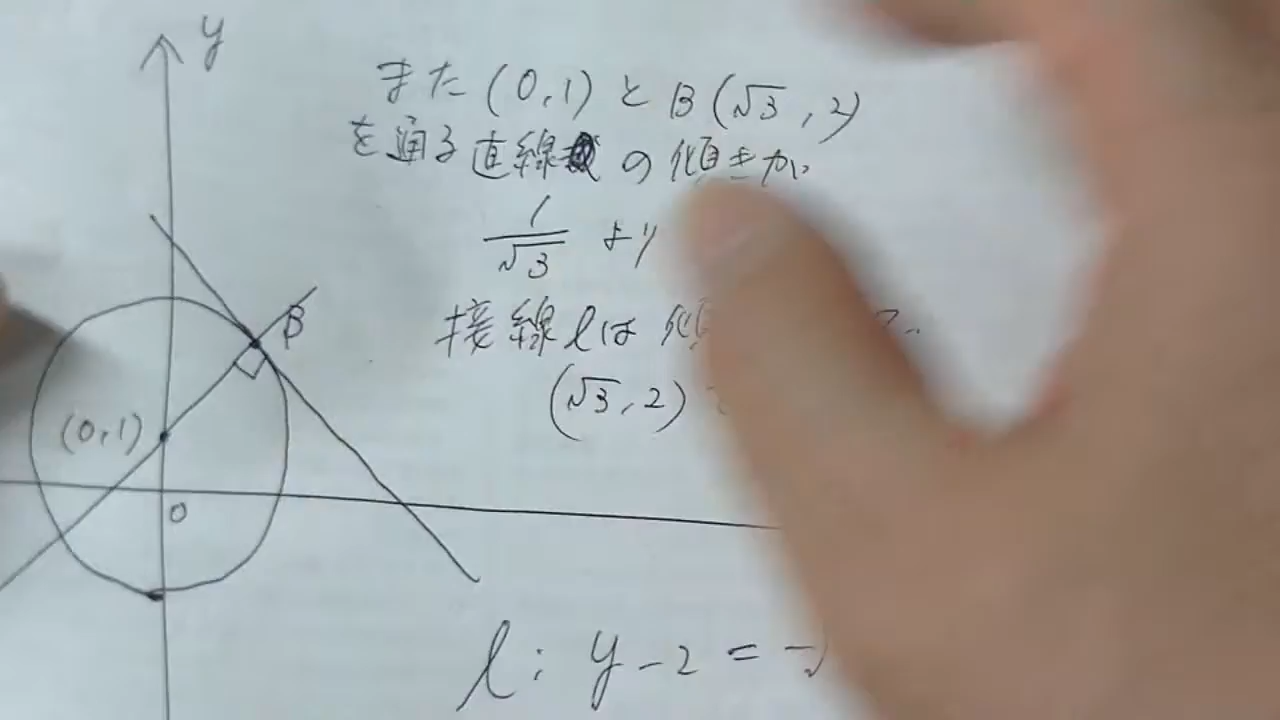 y
また (0,1) と B(√3, 2)
を通る直線の傾きが
1/√3 より
接線lは傾
(√3, 2)
B
(0,1)
O
l: y-2 = -√